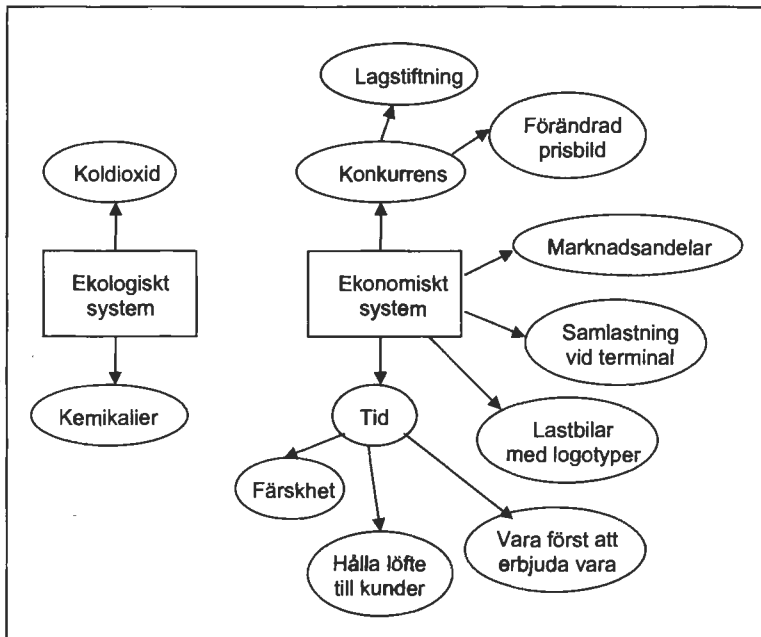 Lagstiftning
Förändrad
prisbild
Koldioxid
Konkurrens
Marknadsandelar
Ekologiskt
system
Ekonomiskt
system
Samlastning
vid terminal
Kemikalier
Tid
Lastbilar
med logotyper
Färskhet
Vara först att
erbjuda vara
Hålla löfte
till kunder